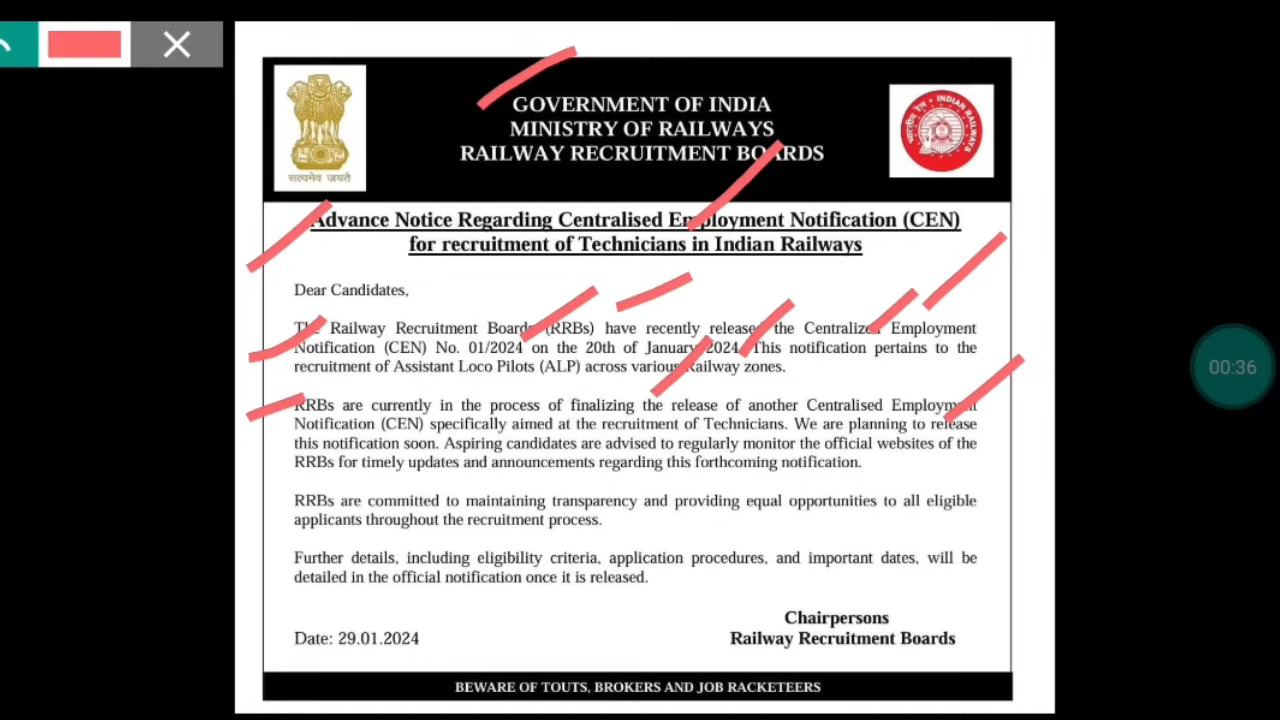 GOVERNMENT OF INDIA
MINISTRY OF RAILWAYS
RAILWAY RECRUITMENT BOARDS
सत्यमेव जयते
भारतीय रेल INDIAN RAILWAYS
Advance Notice Regarding Centralised Employment Notification (CEN)
for recruitment of Technicians in Indian Railways
Dear Candidates,
The Railway Recruitment Boards (RRBs) have recently released the Centralized Employment
Notification (CEN) No. 01/2024 on the 20th of January 2024. This notification pertains to the
recruitment of Assistant Loco Pilots (ALP) across various Railway zones.
RRBs are currently in the process of finalizing the release of another Centralised Employment
Notification (CEN) specifically aimed at the recruitment of Technicians. We are planning to release
this notification soon. Aspiring candidates are advised to regularly monitor the official websites of the
RRBs for timely updates and announcements regarding this forthcoming notification.
RRBs are committed to maintaining transparency and providing equal opportunities to all eligible
applicants throughout the recruitment process.
Further details, including eligibility criteria, application procedures, and important dates, will be
detailed in the official notification once it is released.
Chairpersons
Date: 29.01.2024 Railway Recruitment Boards
BEWARE OF TOUTS, BROKERS AND JOB RACKETEERS
00:36